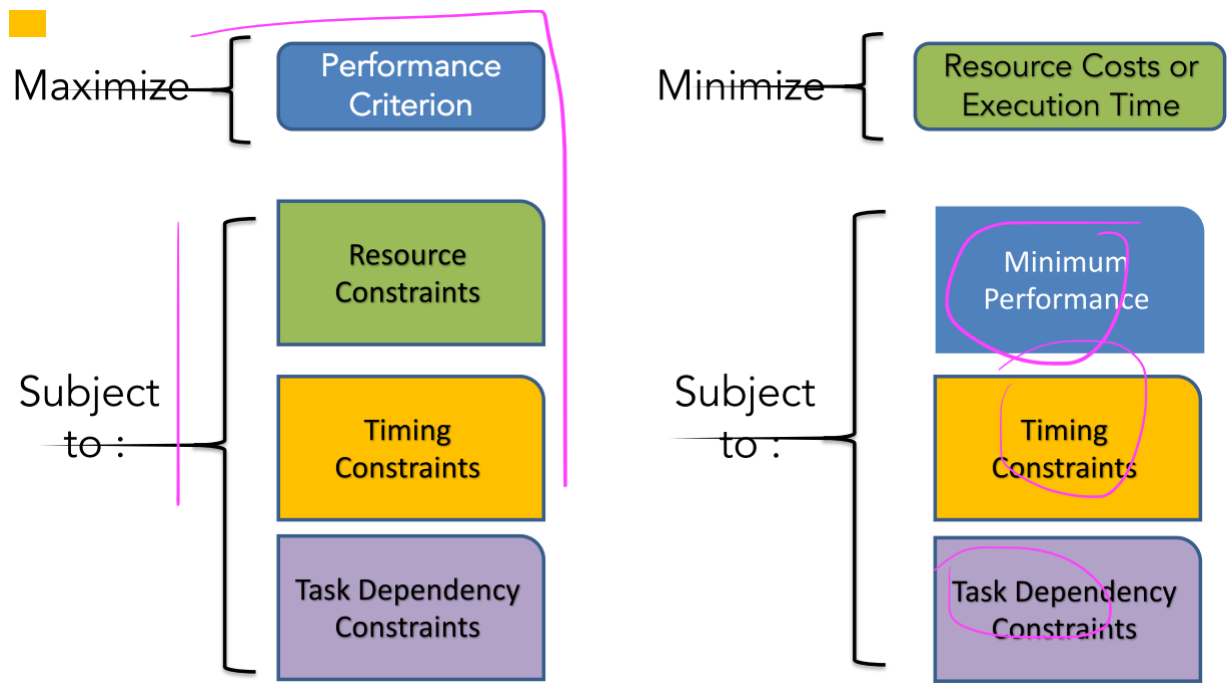 Maximize
Performance
Criterion
Subject
to :
Resource
Constraints
Timing
Constraints
Task Dependency
Constraints
Minimize
Resource Costs or
Execution Time
Subject
to :
Minimum
Performance
Timing
Constraints
Task Dependency
Constraints